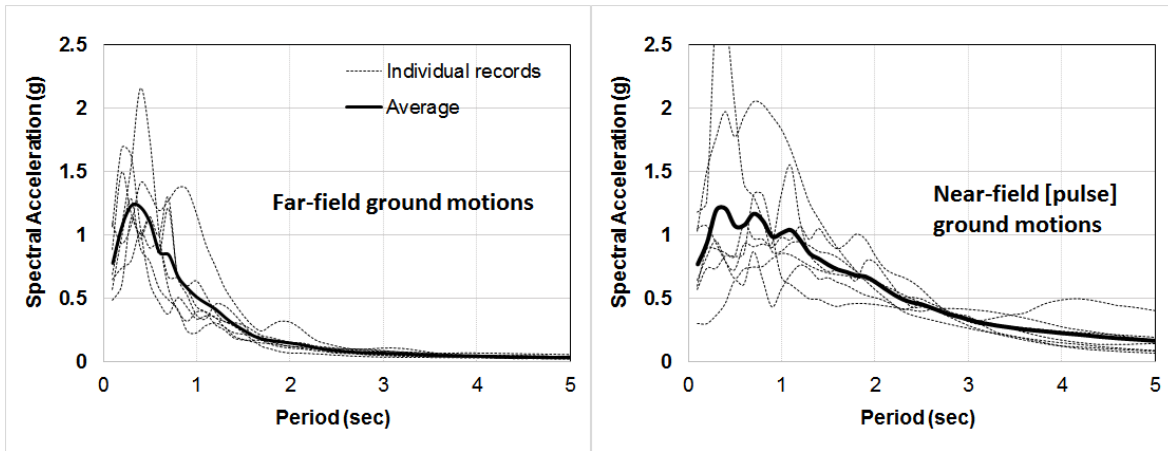 2.5
2
1.5
1
0.5
0
Spectral Acceleration (g)
Individual records
Average
Far-field ground motions
0 1 2 3 4 5
Period (sec)
2.5
2
1.5
1
0.5
0
Spectral Acceleration (g)
Near-field [pulse]
ground motions
0 1 2 3 4 5
Period (sec)